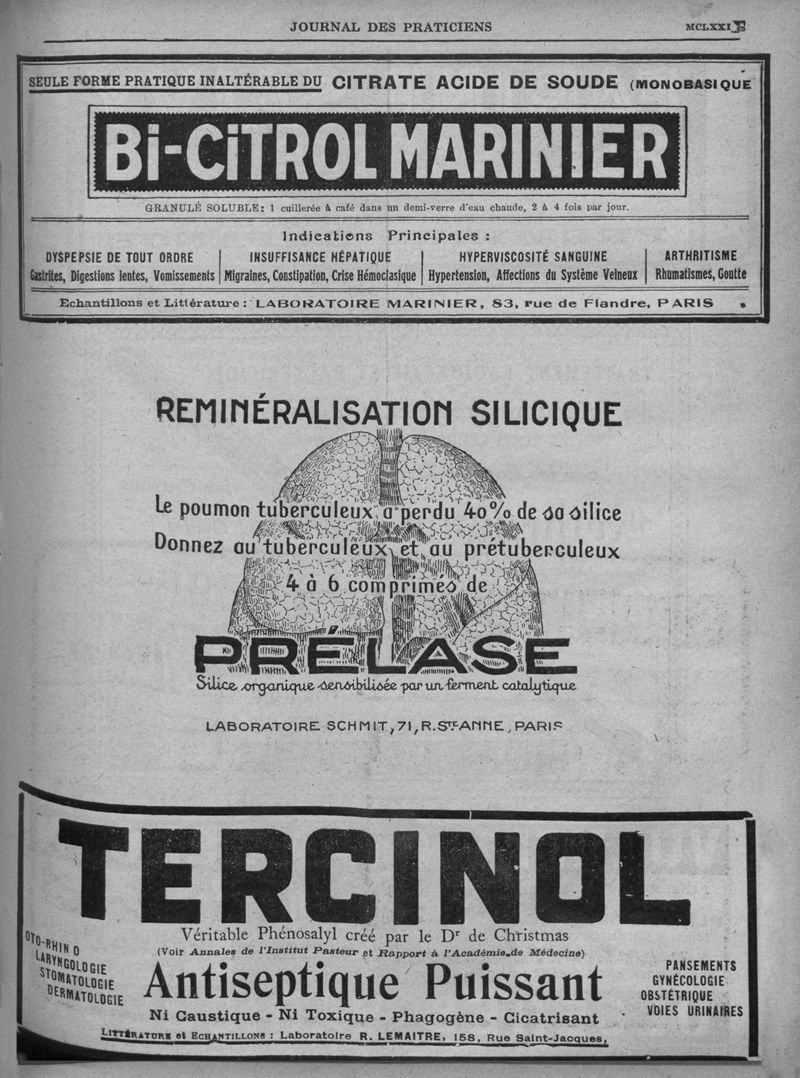 JOURNAL DES PRATICIENS
SEULE FORME PRATIQUE INALTÉRABLE DU CITRATE ACIDE DE SOUDE (MONOBASIQUE
Bi-CiTROL MARINIER
GRANULÉ SOLUBLE: 1 cuillerée à café dans un demi-verre d'eau chaude, 2 à 4 fois par jour.
Indications Principales :
DYSPEPSIE DE TOUT ORDRE
Gastrites, Digestions lentes, Vomissements
INSUFFISANCE HÉPATIQUE
Migraines, Constipation, Crise Hémoclasique
HYPERVISCOSITÉ SANGUINE
Hypertension, Affections du Système Veineux
ARTHRITISME
Rhumatismes, Goutte
Echantillons et Littérature : LABORATOIRE MARINIER, 83, rue de Flandre, PARIS
REMINÉRALISATION SILICIQUE
Le poumon tuberculeux a perdu 40% de sa silice
Donnez au tuberculeux et au prétuberculeux
4 à 6 comprimés de
PRÉLASE
Silice organique sensibilisée par un ferment catalytique
LABORATOIRE SCHMIT, 71, R. STE ANNE, PARIS
TERCINOL
Véritable Phénosalyl créé par le Dr de Christmas
(Voir Annales de l'Institut Pasteur et Rapport à l'Académie de Médecine)
OTO-RHINO
LARYNGOLOGIE
STOMATOLOGIE
DERMATOLOGIE
Antiseptique Puissant
PANSEMENTS
GYNÉCOLOGIE
OBSTÉTRIQUE
VOIES URINAIRES
Ni Caustique - Ni Toxique - Phagogène - Cicatrisant
LITTÉRATURE et ECHANTILLONS : Laboratoire R. LEMAITRE, 158, Rue Saint-Jacques,